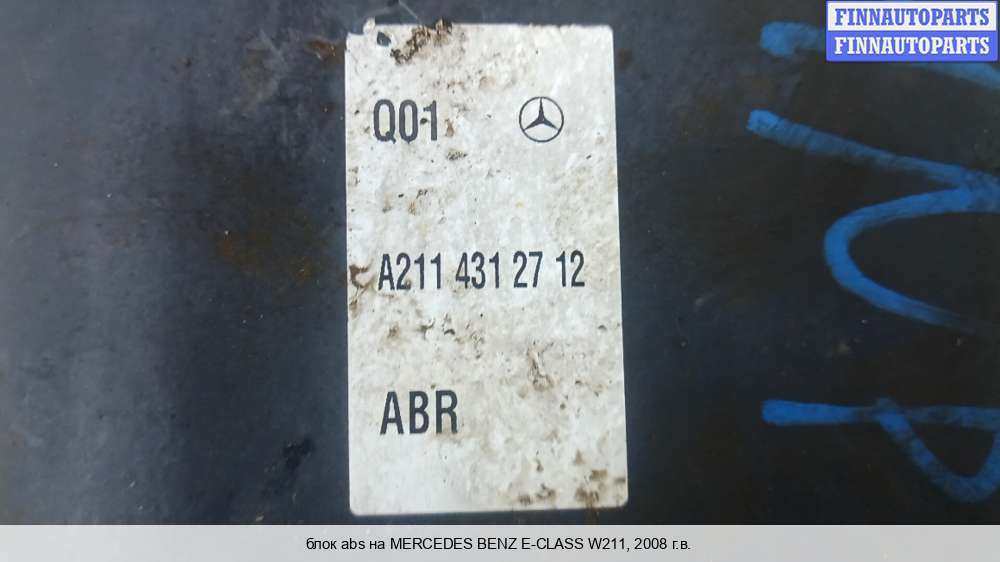 FINNAUTOPARTS
FINNAUTOPARTS
Q01
A211 431 27 12
ABR
блок abs на MERCEDES BENZ E-CLASS W211, 2008 г.в.